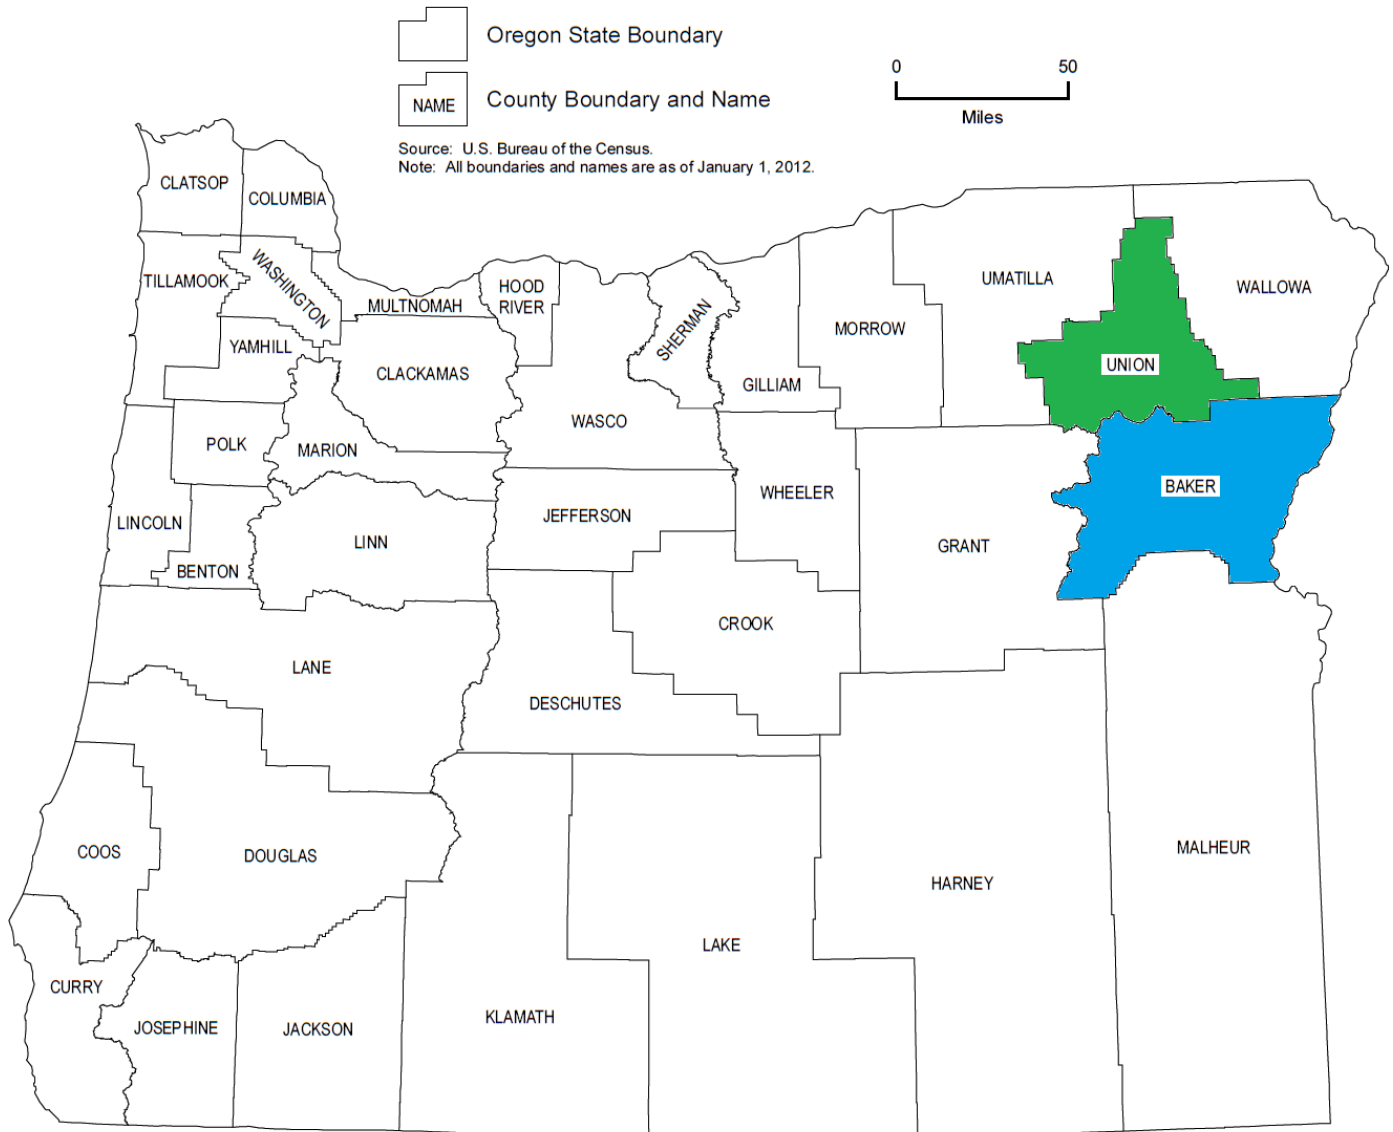 Oregon State Boundary
NAME
County Boundary and Name
0
50
Miles
Source: U.S. Bureau of the Census.
Note: All boundaries and names are as of January 1, 2012.
CLATSOP
COLUMBIA
TILLAMOOK
WASHINGTON
MULTNOMAH
HOOD
RIVER
SHERMAN
UMATILLA
WALLOWA
MORROW
YAMHILL
CLACKAMAS
GILLIAM
UNION
WASCO
POLK
MARION
WHEELER
BAKER
LINCOLN
JEFFERSON
LINN
GRANT
BENTON
CROOK
LANE
DESCHUTES
COOS
DOUGLAS
MALHEUR
HARNEY
LAKE
CURRY
JOSEPHINE
JACKSON
KLAMATH